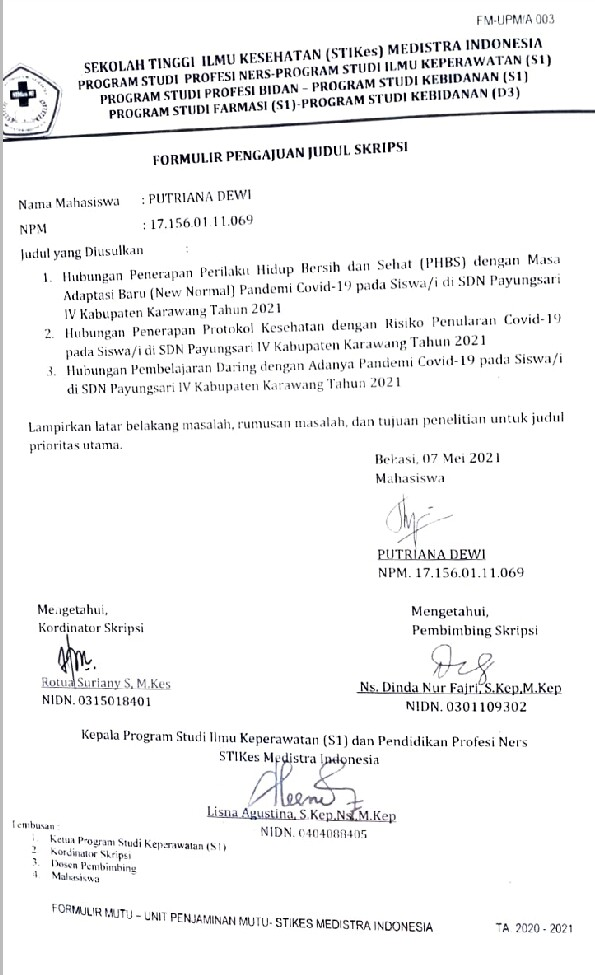 FM-UPM/A 003
SEKOLAH TINGGI ILMU KESEHATAN (STIKes) MEDISTRA INDONESIA
PROGRAM STUDI PROFESI NERS-PROGRAM STUDI ILMU KEPERAWATAN (S1)
PROGRAM STUDI PROFESI BIDAN – PROGRAM STUDI KEBIDANAN (S1)
PROGRAM STUDI FARMASI (S1)-PROGRAM STUDI KEBIDANAN (D3)
FORMULIR PENGAJUAN JUDUL SKRIPSI
Nama Mahasiswa : PUTRIANA DEWI
NPM : 17.156.01.11.069
Judul yang Diusulkan :
1. Hubungan Penerapan Perilaku Hidup Bersih dan Sehat (PHBS) dengan Masa
Adaptasi Baru (New Normal) Pandemi Covid-19 pada Siswa/i di SDN Payungsari
IV Kabupaten Karawang Tahun 2021
2. Hubungan Penerapan Protokol Kesehatan dengan Risiko Penularan Covid-19
pada Siswa/i di SDN Payungsari IV Kabupaten Karawang Tahun 2021
3. Hubungan Pembelajaran Daring dengan Adanya Pandemi Covid-19 pada Siswa/i
di SDN Payungsari IV Kabupaten Karawang Tahun 2021
Lampirkan latar belakang masalah, rumusan masalah, dan tujuan penelitian untuk judul
prioritas utama.
Bekasi, 07 Mei 2021
Mahasiswa
PUTRIANA DEWI
NPM. 17.156.01.11.069
Mengetahui,
Kordinator Skripsi
Rotua Suriany S, M.Kes
NIDN. 0315018401
Mengetahui,
Pembimbing Skripsi
Ns. Dinda Nur Fajri, S.Kep,M.Kep
NIDN. 0301109302
Kepala Program Studi Ilmu Keperawatan (S1) dan Pendidikan Profesi Ners
STIKes Medistra Indonesia
Lisna Agustina, S.Kep,Ns, M.Kep
NIDN. 0404088405
Tembusan :
1. Ketua Program Studi Keperawatan (S1)
2 Kordinator Skripsi
3. Dosen Pembimbing
4 Mahasiswa
FORMULIR MUTU – UNIT PENJAMINAN MUTU- STIKES MEDISTRA INDONESIA
TA. 2020 - 2021